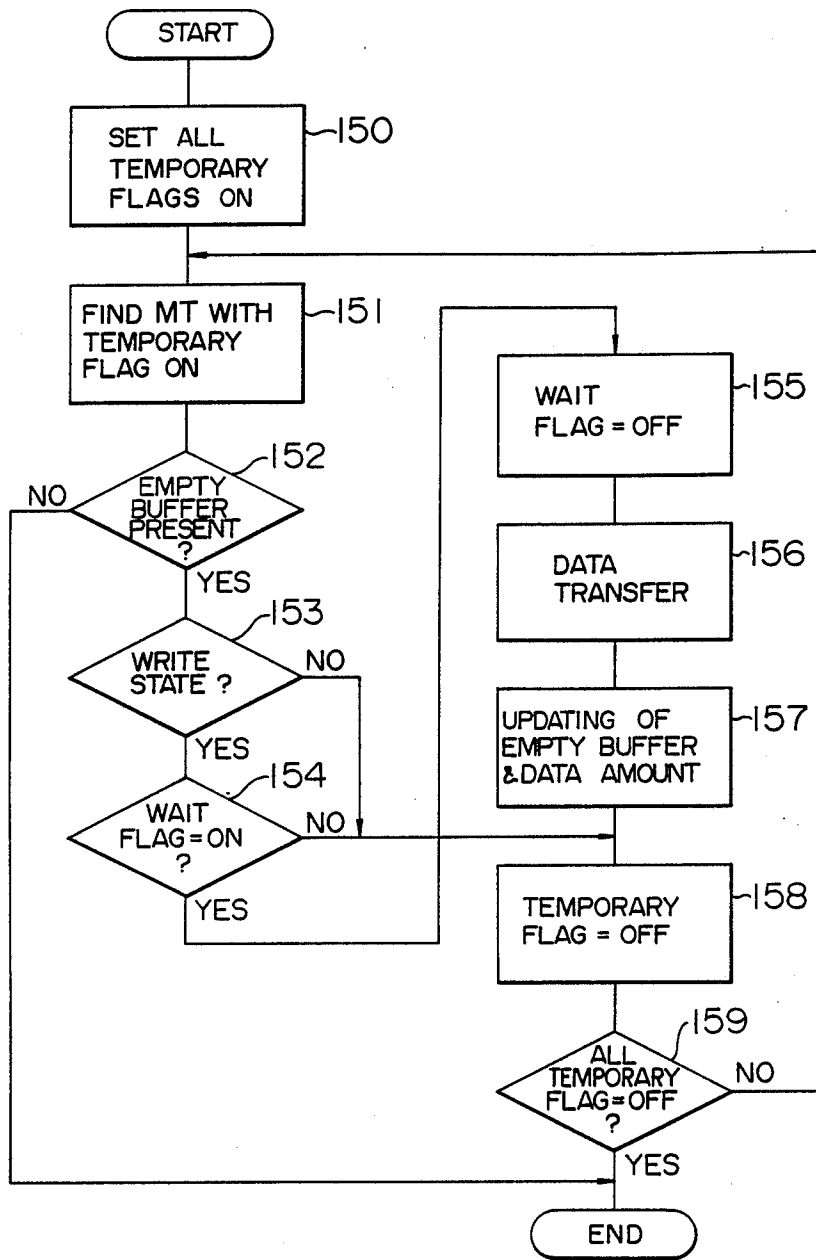 START
SET ALL
TEMPORARY
FLAGS ON
150
FIND MT WITH
TEMPORARY
FLAG ON
151
EMPTY
BUFFER
PRESENT
?
152
NO
YES
WRITE
STATE ?
153
NO
YES
WAIT
FLAG=ON
?
154
NO
YES
WAIT
FLAG = OFF
155
DATA
TRANSFER
156
UPDATING OF
EMPTY BUFFER
& DATA AMOUNT
157
TEMPORARY
FLAG = OFF
158
ALL
TEMPORARY
FLAG=OFF
?
159
NO
YES
END